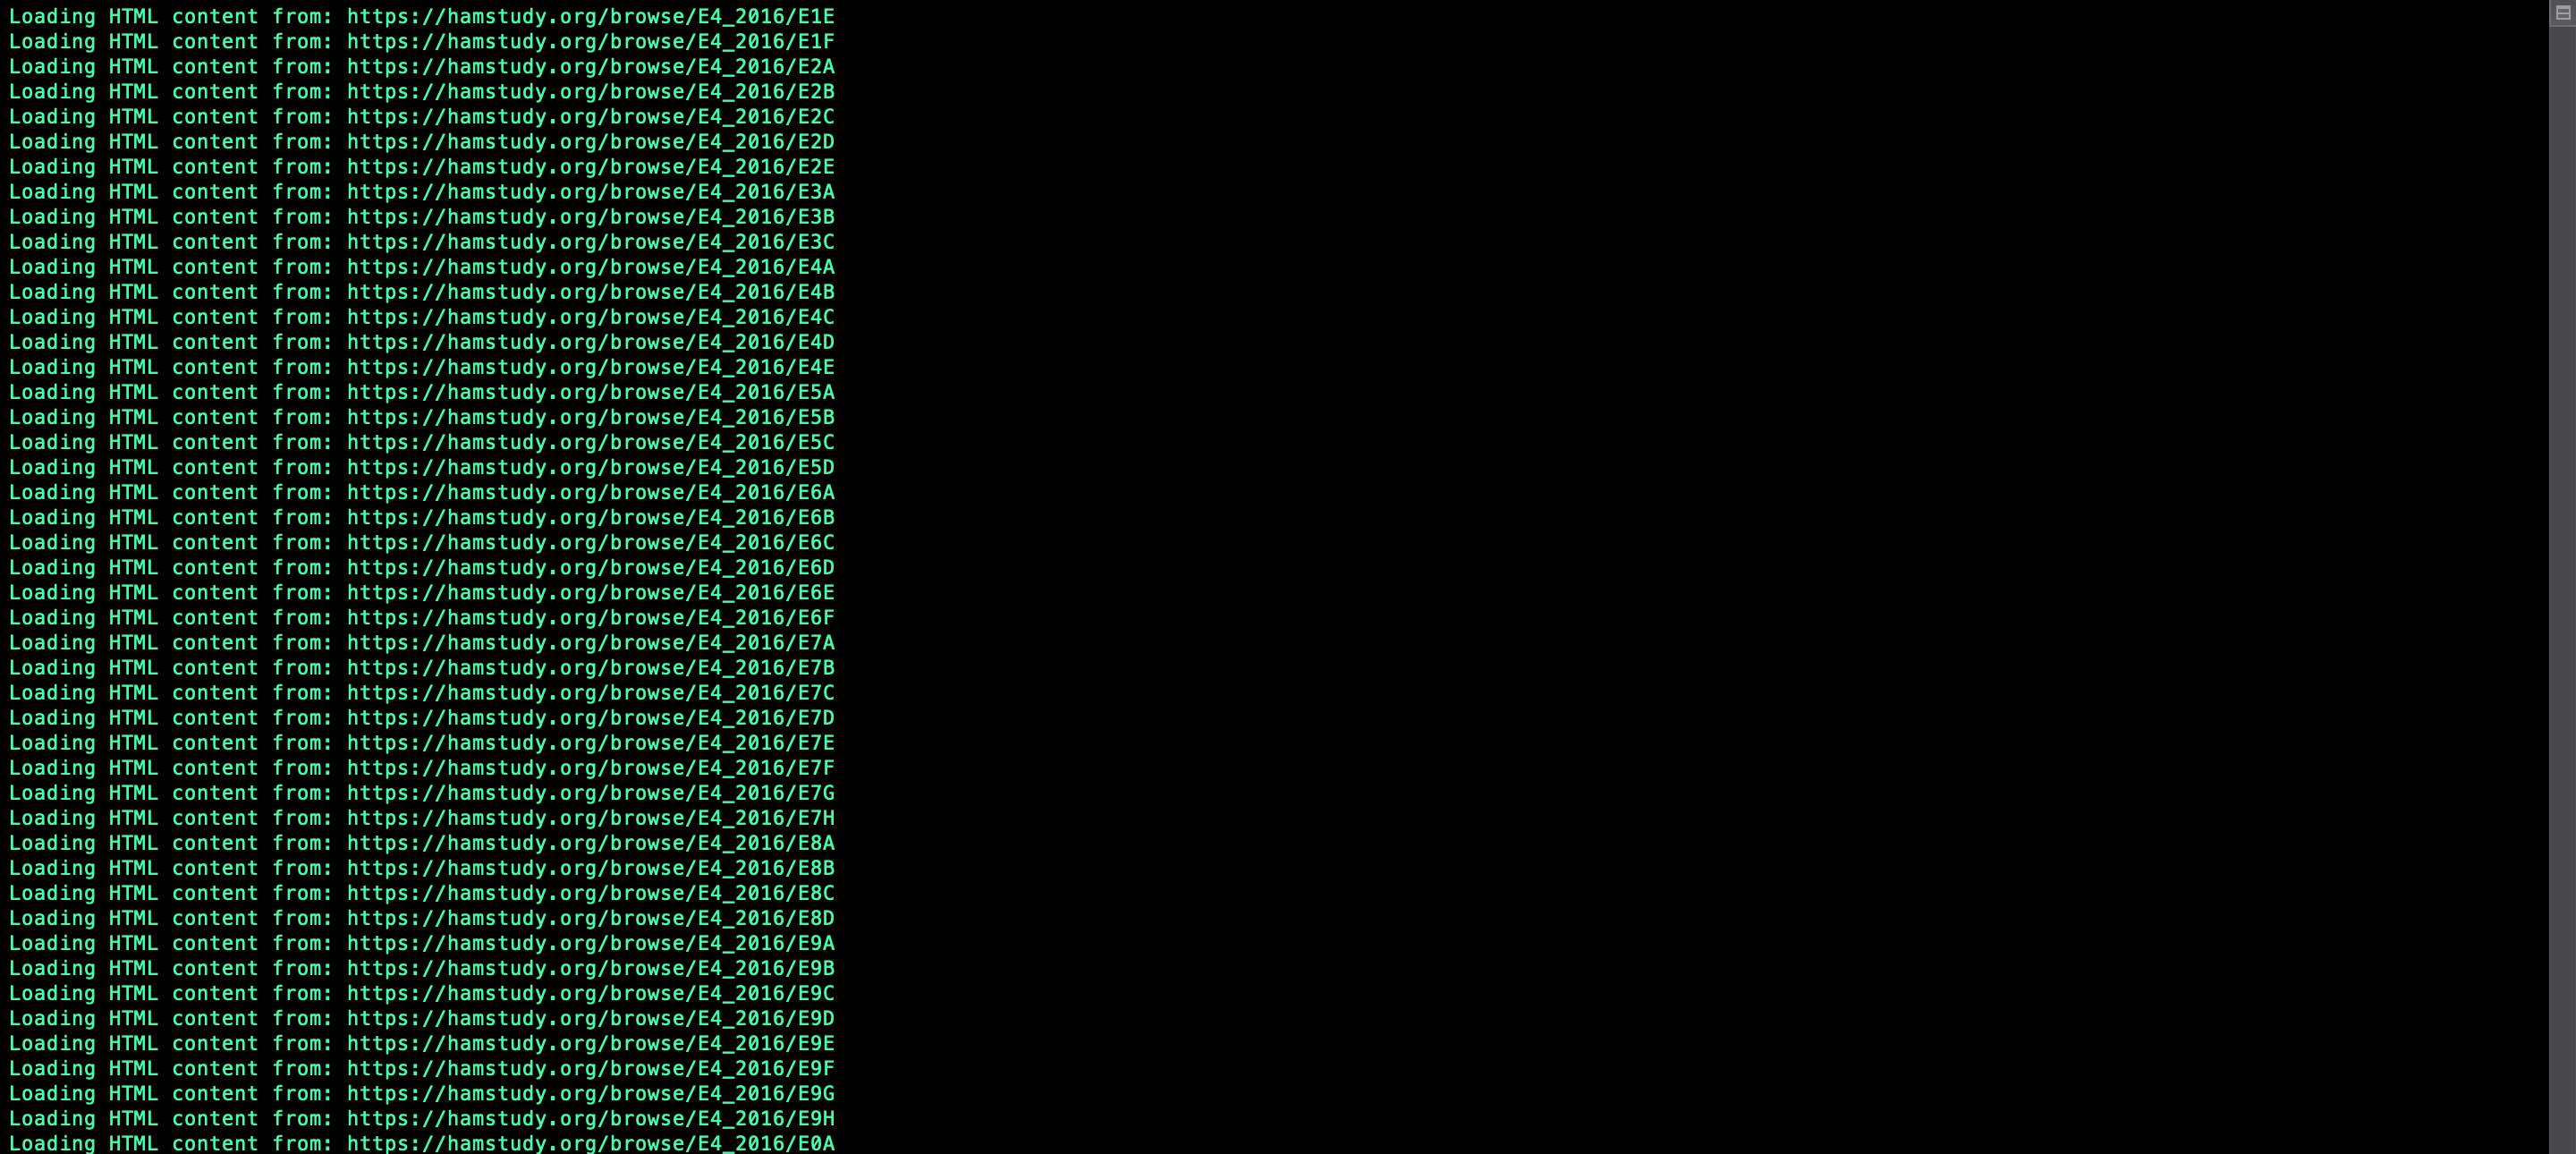 Loading HTML content from: https://hamstudy.org/browse/E4_2016/E1E
Loading HTML content from: https://hamstudy.org/browse/E4_2016/E1F
Loading HTML content from: https://hamstudy.org/browse/E4_2016/E2A
Loading HTML content from: https://hamstudy.org/browse/E4_2016/E2B
Loading HTML content from: https://hamstudy.org/browse/E4_2016/E2C
Loading HTML content from: https://hamstudy.org/browse/E4_2016/E2D
Loading HTML content from: https://hamstudy.org/browse/E4_2016/E2E
Loading HTML content from: https://hamstudy.org/browse/E4_2016/E3A
Loading HTML content from: https://hamstudy.org/browse/E4_2016/E3B
Loading HTML content from: https://hamstudy.org/browse/E4_2016/E3C
Loading HTML content from: https://hamstudy.org/browse/E4_2016/E4A
Loading HTML content from: https://hamstudy.org/browse/E4_2016/E4B
Loading HTML content from: https://hamstudy.org/browse/E4_2016/E4C
Loading HTML content from: https://hamstudy.org/browse/E4_2016/E4D
Loading HTML content from: https://hamstudy.org/browse/E4_2016/E4E
Loading HTML content from: https://hamstudy.org/browse/E4_2016/E5A
Loading HTML content from: https://hamstudy.org/browse/E4_2016/E5B
Loading HTML content from: https://hamstudy.org/browse/E4_2016/E5C
Loading HTML content from: https://hamstudy.org/browse/E4_2016/E5D
Loading HTML content from: https://hamstudy.org/browse/E4_2016/E6A
Loading HTML content from: https://hamstudy.org/browse/E4_2016/E6B
Loading HTML content from: https://hamstudy.org/browse/E4_2016/E6C
Loading HTML content from: https://hamstudy.org/browse/E4_2016/E6D
Loading HTML content from: https://hamstudy.org/browse/E4_2016/E6E
Loading HTML content from: https://hamstudy.org/browse/E4_2016/E6F
Loading HTML content from: https://hamstudy.org/browse/E4_2016/E7A
Loading HTML content from: https://hamstudy.org/browse/E4_2016/E7B
Loading HTML content from: https://hamstudy.org/browse/E4_2016/E7C
Loading HTML content from: https://hamstudy.org/browse/E4_2016/E7D
Loading HTML content from: https://hamstudy.org/browse/E4_2016/E7E
Loading HTML content from: https://hamstudy.org/browse/E4_2016/E7F
Loading HTML content from: https://hamstudy.org/browse/E4_2016/E7G
Loading HTML content from: https://hamstudy.org/browse/E4_2016/E7H
Loading HTML content from: https://hamstudy.org/browse/E4_2016/E8A
Loading HTML content from: https://hamstudy.org/browse/E4_2016/E8B
Loading HTML content from: https://hamstudy.org/browse/E4_2016/E8C
Loading HTML content from: https://hamstudy.org/browse/E4_2016/E8D
Loading HTML content from: https://hamstudy.org/browse/E4_2016/E9A
Loading HTML content from: https://hamstudy.org/browse/E4_2016/E9B
Loading HTML content from: https://hamstudy.org/browse/E4_2016/E9C
Loading HTML content from: https://hamstudy.org/browse/E4_2016/E9D
Loading HTML content from: https://hamstudy.org/browse/E4_2016/E9E
Loading HTML content from: https://hamstudy.org/browse/E4_2016/E9F
Loading HTML content from: https://hamstudy.org/browse/E4_2016/E9G
Loading HTML content from: https://hamstudy.org/browse/E4_2016/E9H
Loading HTML content from: https://hamstudy.org/browse/E4_2016/E0A